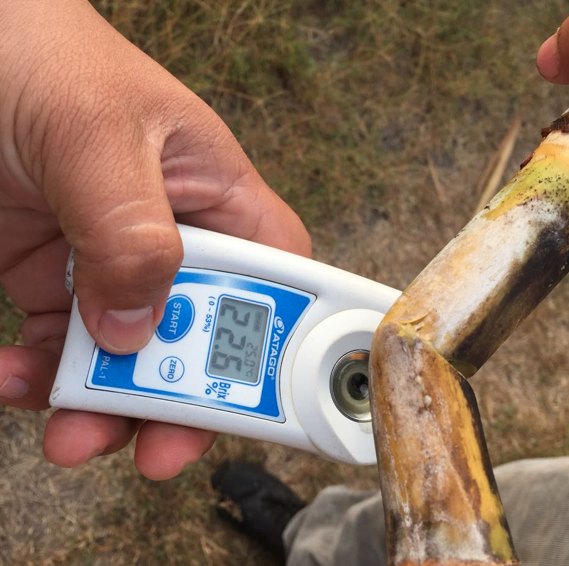 ATAGO®
25.0℃
22.6
Brix
%
(0-53%)
START
ZERO
PAL-1